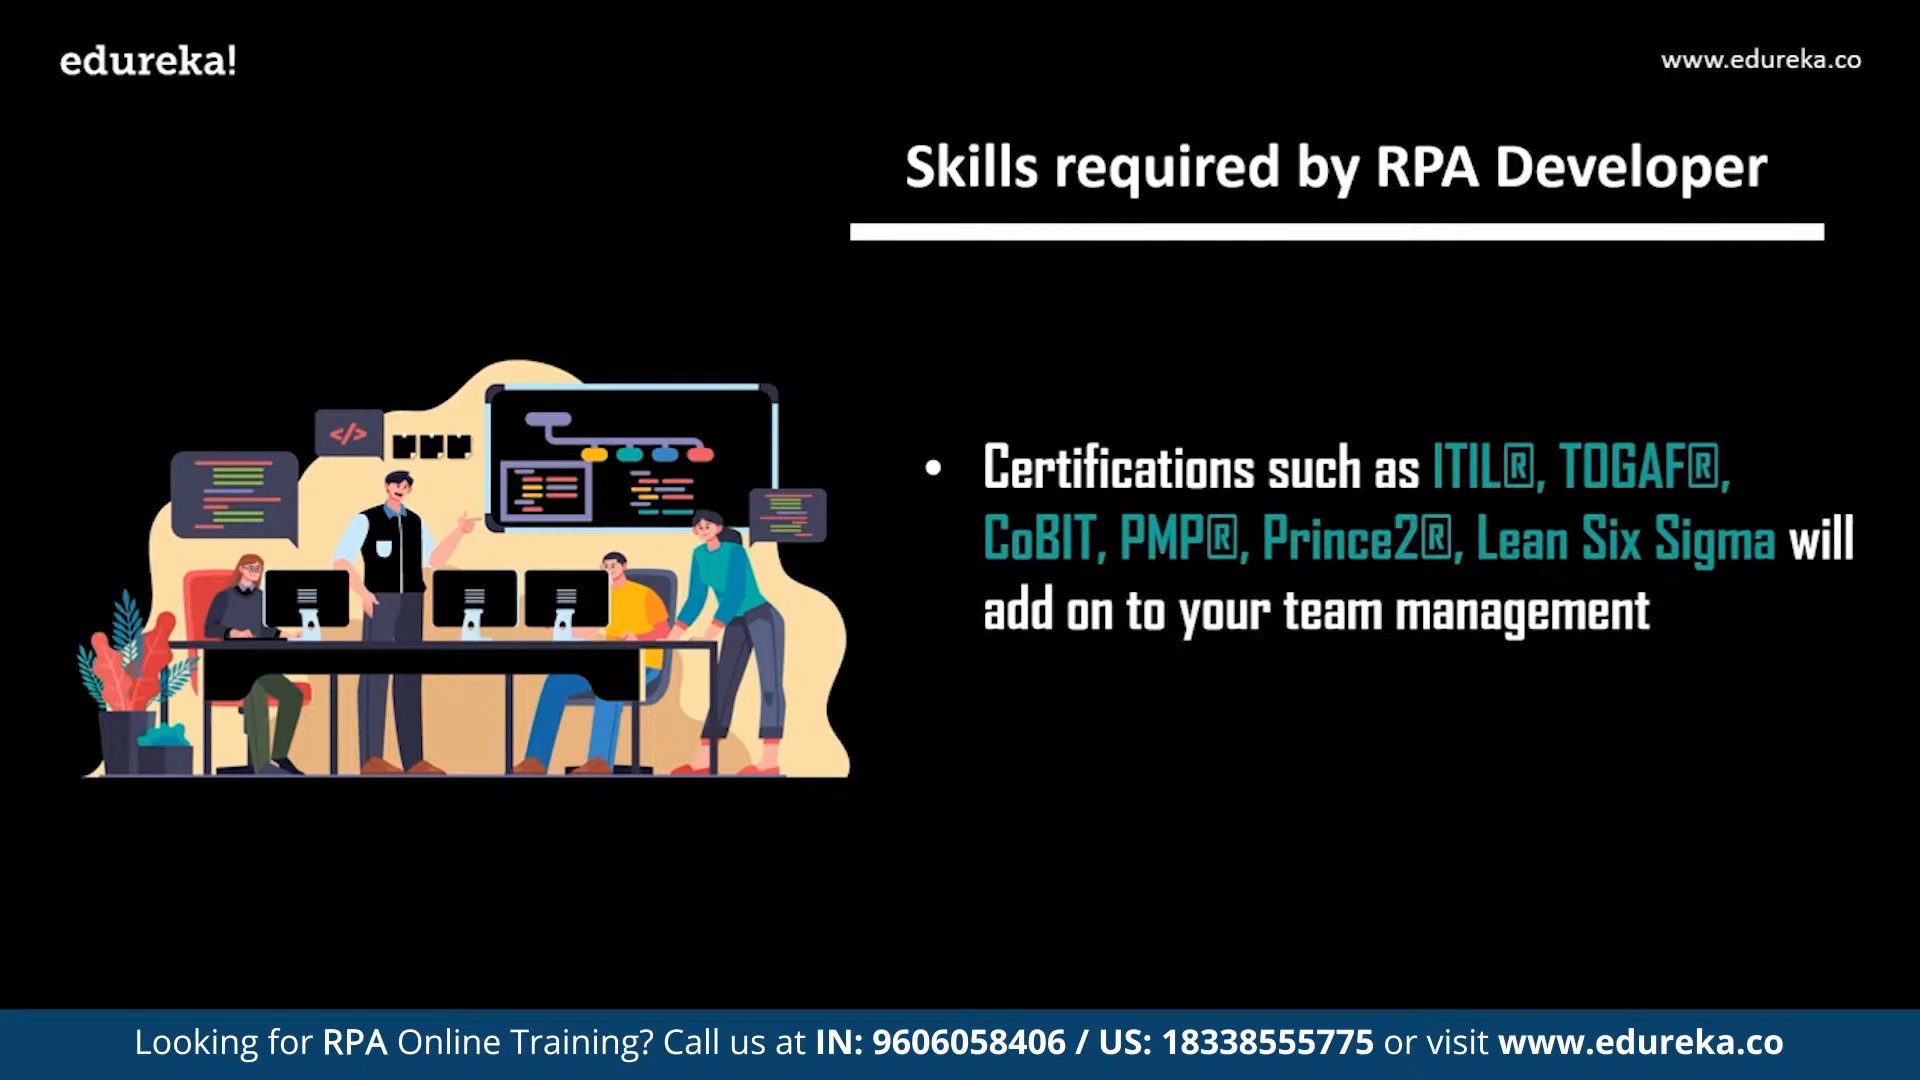 edureka!
www.edureka.co
Skills required by RPA Developer
</>
• Certifications such as ITIL®, TOGAF®,
CoBIT, PMP®, Prince2®, Lean Six Sigma will
add on to your team management
Looking for RPA Online Training? Call us at IN: 9606058406 / US: 18338555775 or visit www.edureka.co